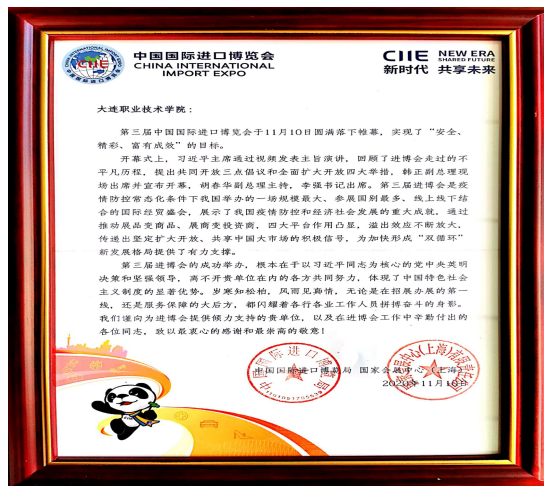 中国国际进口博览会
CHINA INTERNATIONAL
IMPORT EXPO
CIIE NEW ERA
SHARED FUTURE
新时代 共享未来
CIIE
大连职业技术学院：
第三届中国国际进口博览会于11月10日圆满落下帷幕，实现了“安全、
精彩、富有成效”的目标。
开幕式上，习近平主席通过视频发表主旨演讲，回顾了进博会走过的不
平凡历程，提出共同开放三点倡议和全面扩大开放四大举措，韩正副总理现
场出席并宣布开幕，胡春华副总理主持，李强书记出席。第三届进博会是疫
情防控常态化条件下我国举办的一场规模最大、参展国别最多、线上线下结
合的国际经贸盛会，展示了我国疫情防控和经济社会发展的重大成就，通过
推动展品变商品、展商变投资商，四大平台作用凸显，溢出效应不断放大，
传递出坚定扩大开放、共享中国大市场的积极信号，为加快形成“双循环”
新发展格局提供了有力支撑。
第三届进博会的成功举办，根本在于以习近平同志为核心的党中央英明
决策和坚强领导，离不开贵单位在内的各方共同努力，体现了中国特色社会
主义制度的显著优势。岁寒知松柏，风雨见真情，无论是在招展办展的第一
线，还是服务保障的大后方，都闪耀着各行各业工作人员拼搏奋斗的身影。
我们谨向为进博会提供倾力支持的贵单位，以及在进博会工作中辛勤付出的
各位同志，致以最衷心的感谢和最崇高的敬意！
中国国际进口博览局 国家会展中心（上海）
2020年11月16日